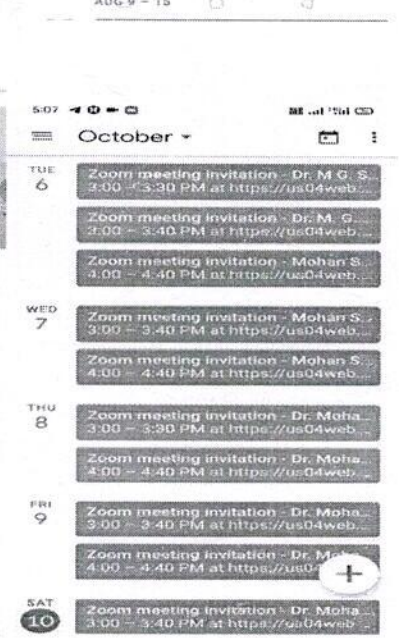 AUG 9 – 15
5:07
October
TUE
6
Zoom meeting invitation - Dr. M G. S...
3:00 – 3:30 PM at https://us04web...
Zoom meeting invitation - Dr. M. G...
3:00 – 3:40 PM at https://us04web...
Zoom meeting invitation - Mohan S...
4:00 – 4:40 PM at https://us04web...
WED
7
Zoom meeting invitation - Mohan S...
3:00 – 3:40 PM at https://us04web...
Zoom meeting invitation - Mohan S...
4:00 – 4:40 PM at https://us04web...
THU
8
Zoom meeting invitation - Dr. Moha...
3:00 – 3:30 PM at https://us04web...
Zoom meeting invitation - Dr. Moha...
4:00 – 4:40 PM at https://us04web...
FRI
9
Zoom meeting invitation - Dr. Moha...
3:00 – 3:40 PM at https://us04web...
Zoom meeting invitation - Dr. Moha...
4:00 – 4:40 PM at https://us04
SAT
10
Zoom meeting invitation - Dr. Moha...
3:00 – 3:40 PM at https://us04web...